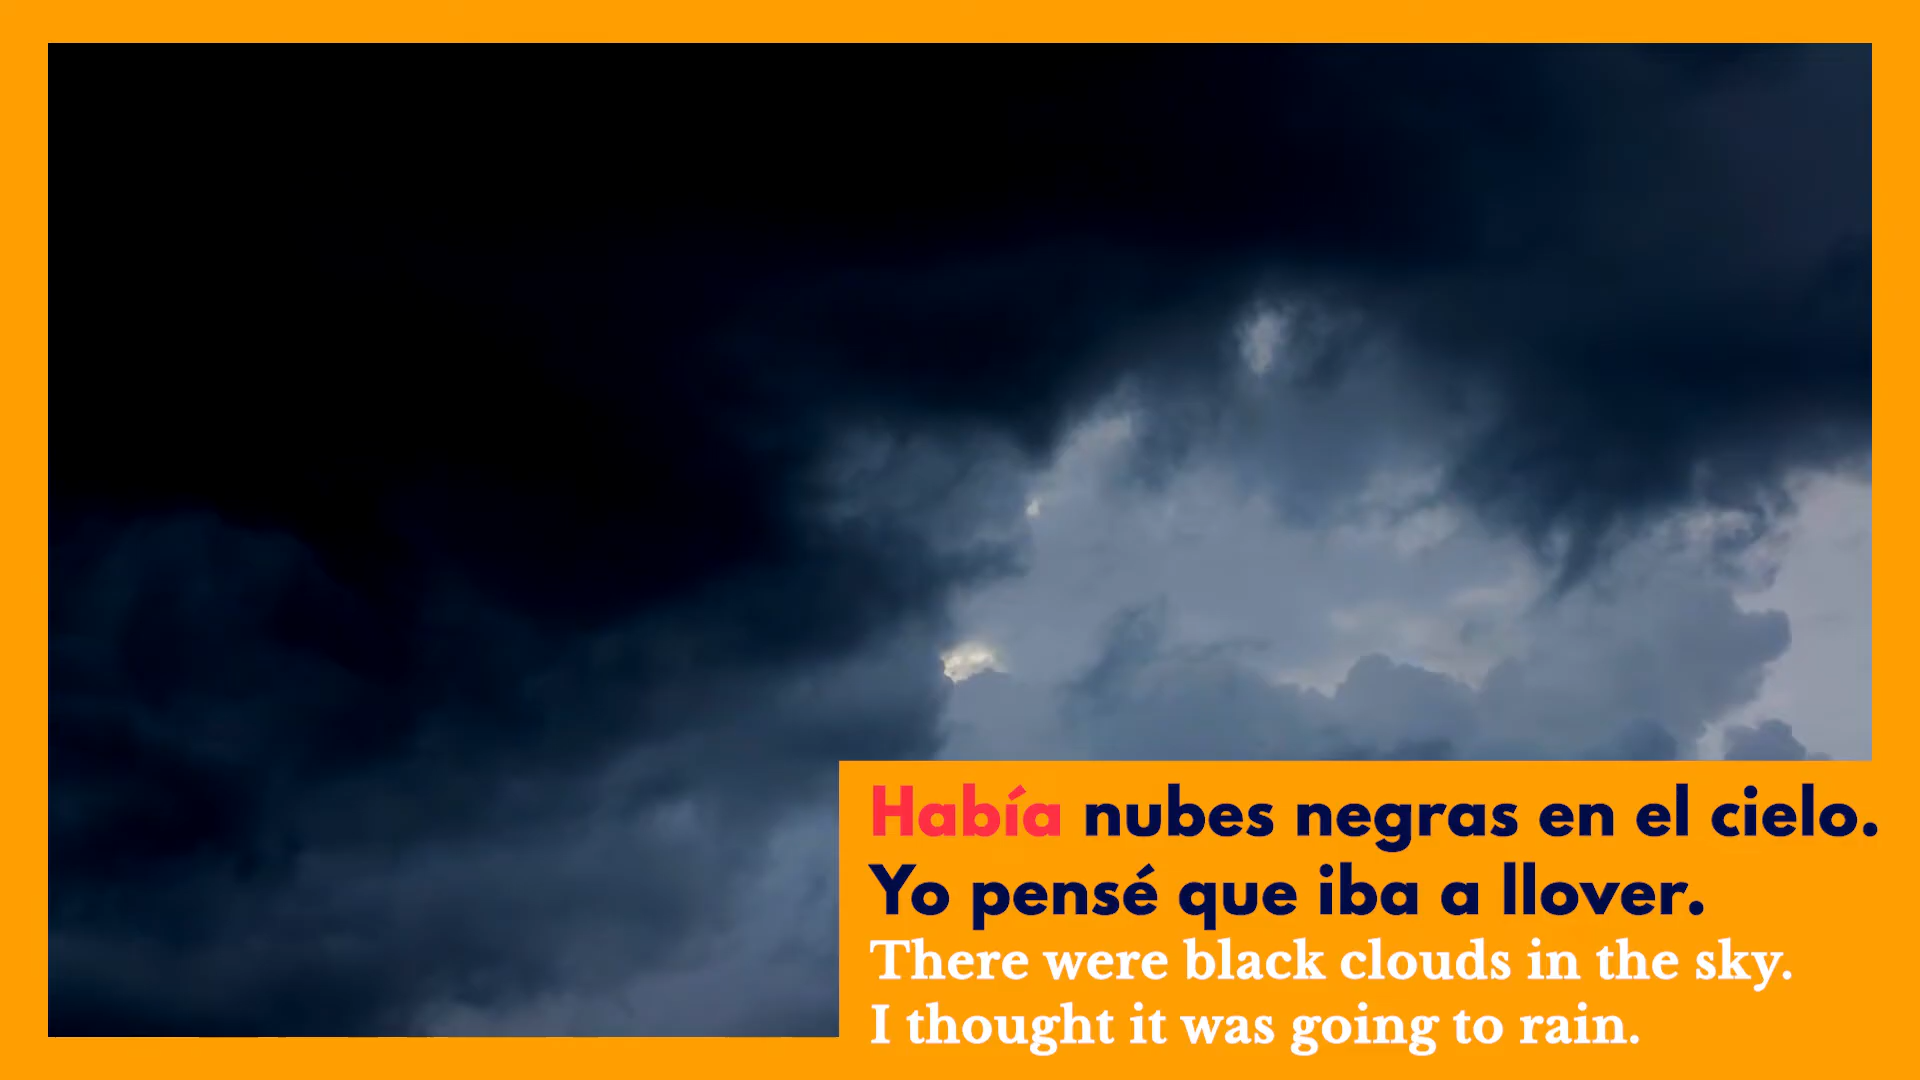 Había nubes negras en el cielo.
Yo pensé que iba a llover.
There were black clouds in the sky.
I thought it was going to rain.